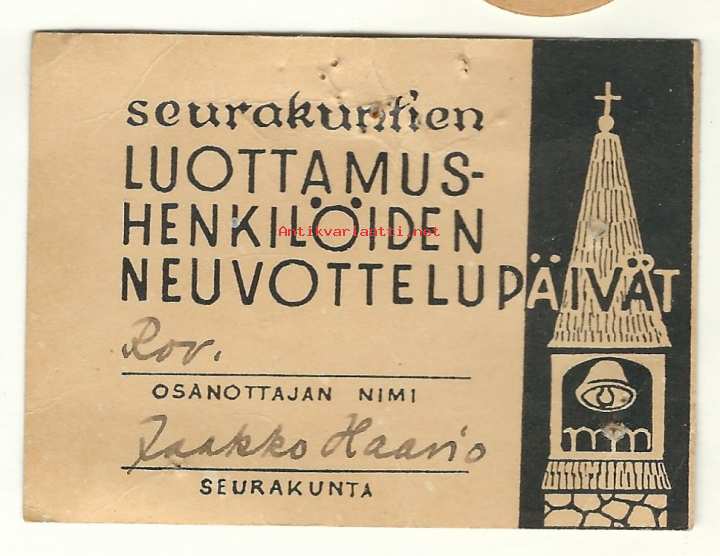 seurakuntien
LUOTTAMUS-
HENKILÖIDEN
Antikvariaatti.net
NEUVOTTELUPÄIVÄT
Rov.
OSANOTTAJAN NIMI
Jaakko Haavio
SEURAKUNTA